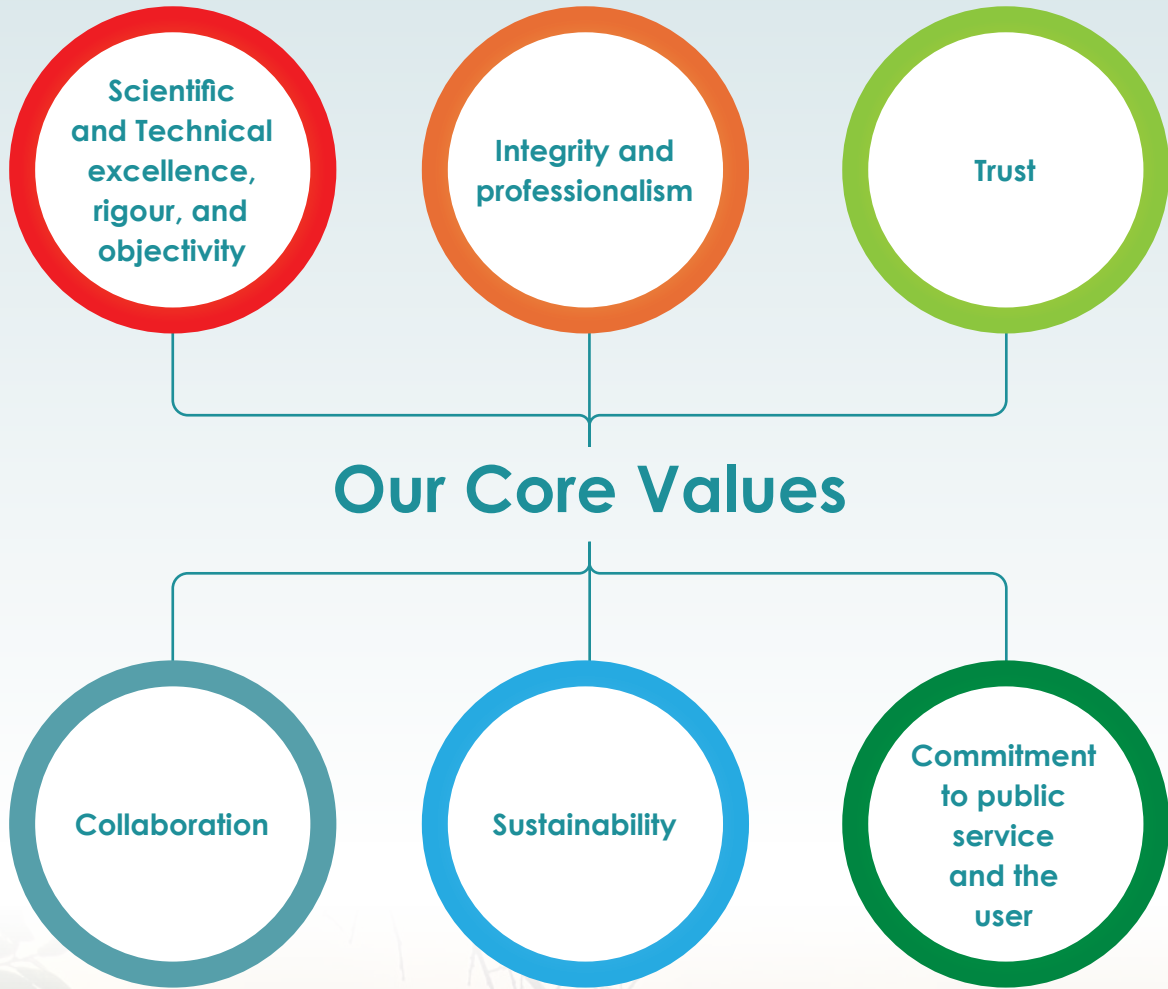 Scientific
and Technical
excellence,
rigour, and
objectivity
Integrity and
professionalism
Trust
Our Core Values
Collaboration
Sustainability
Commitment
to public
service
and the
user